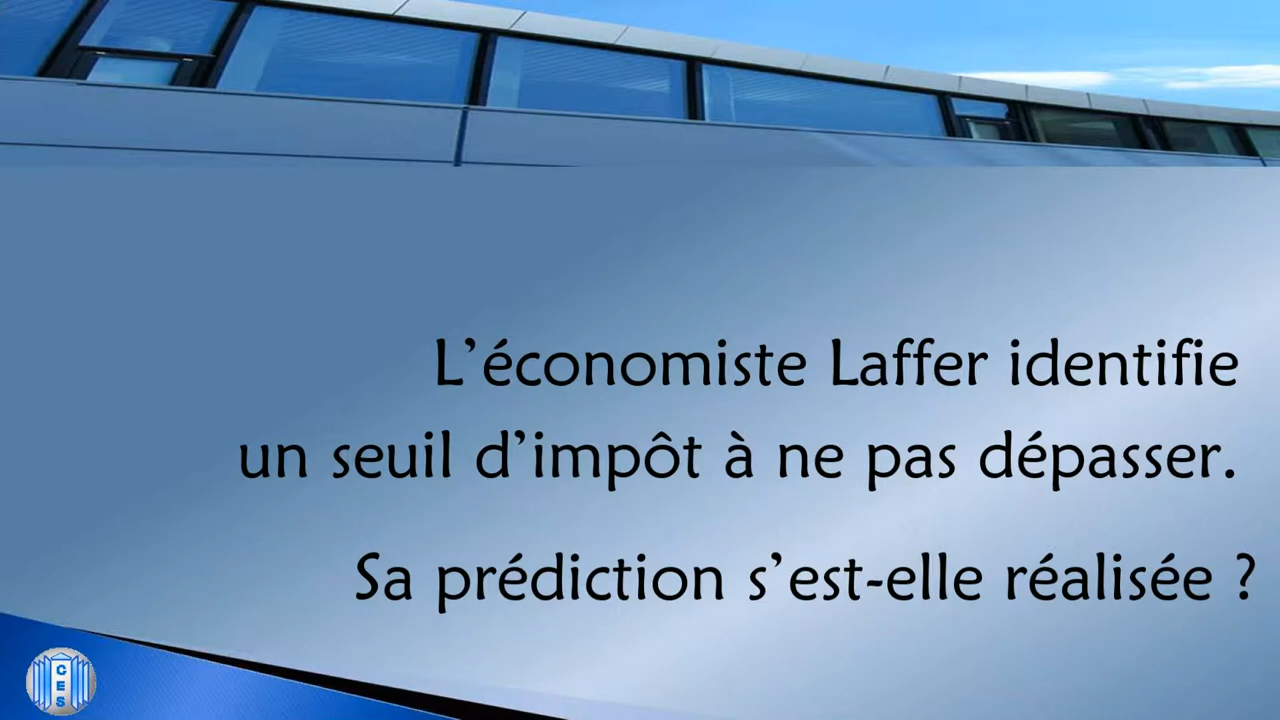 L’économiste Laffer identifie
un seuil d’impôt à ne pas dépasser.
Sa prédiction s’est-elle réalisée ?
CES